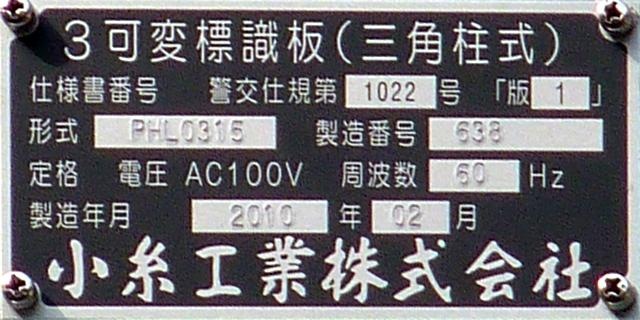 3可変標識板(三角柱式)
仕様書番号 警交仕規第 1022 号 「版 1 」
形式 PHL0315 製造番号 638
定格 電圧 AC100V 周波数 60 Hz
製造年月 2010 年 02 月
小糸工業株式会社